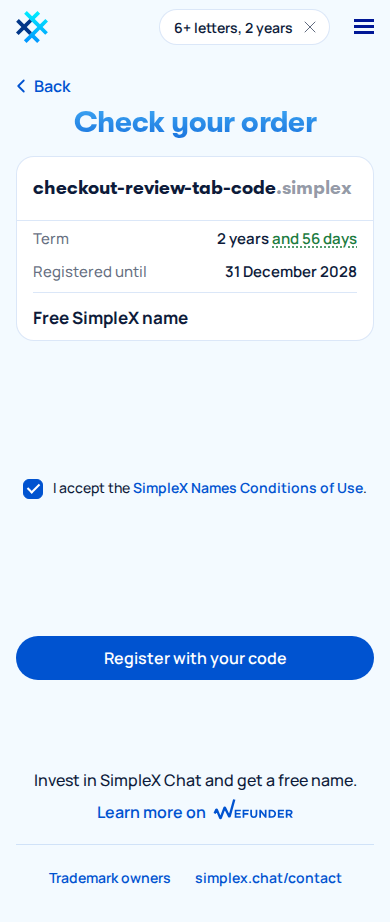 6+ letters, 2 years
Back
Check your order
checkout-review-tab-code.simplex
Term 2 years and 56 days
Registered until 31 December 2028
Free SimpleX name
I accept the SimpleX Names Conditions of Use.
Register with your code
Invest in SimpleX Chat and get a free name.
Learn more on WEFUNDER
Trademark owners simplex.chat/contact